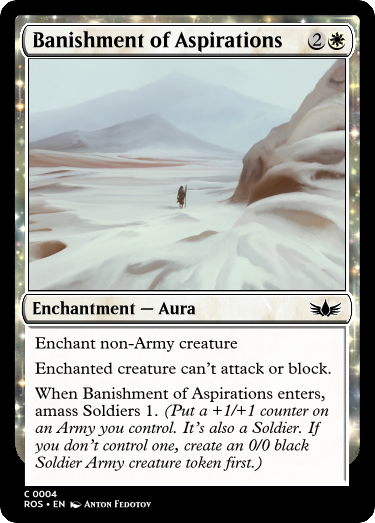 Banishment of Aspirations 2
Enchantment — Aura
Enchant non-Army creature
Enchanted creature can't attack or block.
When Banishment of Aspirations enters,
amass Soldiers 1. (Put a +1/+1 counter on
an Army you control. It's also a Soldier. If
you don't control one, create an 0/0 black
Soldier Army creature token first.)
C 0004
ROS • EN Anton Fedotov